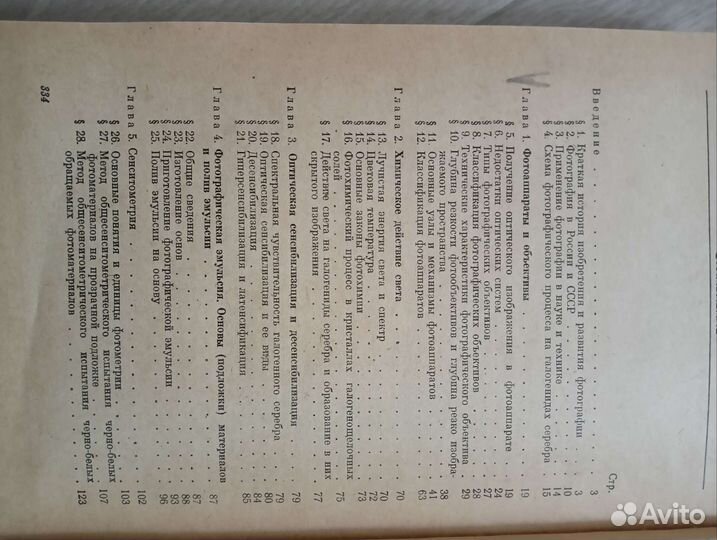 Стр.
Введение . . . . . . . . . . 3
§ 1. Краткая история изобретения и развития фотографии . 3
§ 2. Фотография в России и СССР . . . . . . 10
§ 3. Применение фотографии в науке и технике . . . . 14
§ 4. Схема фотографического процесса на галогенидах серебра 15
Глава 1. Фотоаппараты и объективы . . . . . . 19
§ 5. Получение оптического изображения в фотоаппарате . . 19
§ 6. Недостатки оптических систем . . . . . . 24
§ 7. Типы фотографических объективов . . . . . 27
§ 8. Классификация фотографических объективов . . . . 28
§ 9. Технические характеристики фотографического объектива . 29
§ 10. Глубина резкости фотообъективов и глубина резко изобра-
жаемого пространства . . . . . . . . 38
§ 11. Основные узлы и механизмы фотоаппаратов . . . . 41
§ 12. Классификация фотоаппаратов . . . . . . 63
Глава 2. Химическое действие света . . . . . . 70
§ 13. Лучистая энергия света и спектр . . . . . 70
§ 14. Цветовая температура . . . . . . . 72
§ 15. Основные законы фотохимии . . . . . . 73
§ 16. Фотохимический процесс в кристаллах галогенощелочных
солей . . . . . . . . . . 75
§ 17. Действие света на галогениды серебра и образование в них
скрытого изображения . . . . . . . . 77
Глава 3. Оптическая сенсибилизация и десенсибилизация . 79
§ 18. Спектральная чувствительность галогенного серебра . . 79
§ 19. Оптическая сенсибилизация и ее виды . . . . 80
§ 20. Десенсибилизация . . . . . . . . 84
§ 21. Гиперсенсибилизация и латенсификация . . . . 85
Глава 4. Фотографическая эмульсия. Основы (подложки) материалов
и полив эмульсии . . . . . . . . 87
§ 22. Общие сведения . . . . . . . . 87
§ 23. Изготовление основ . . . . . . . 88
§ 24. Приготовление фотографической эмульсии . . . . 93
§ 25. Полив эмульсии на основу . . . . . . 96
Глава 5. Сенситометрия . . . . . . . . 102
§ 26. Основные понятия и единицы фотометрии . . . . 103
§ 27. Метод общесенситометрического испытания черно-белых
фотоматериалов на прозрачной подложке . . . . 107
§ 28. Метод общесенситометрического испытания черно-белых
обращаемых фотоматериалов . . . . . . . 123
334
Avito